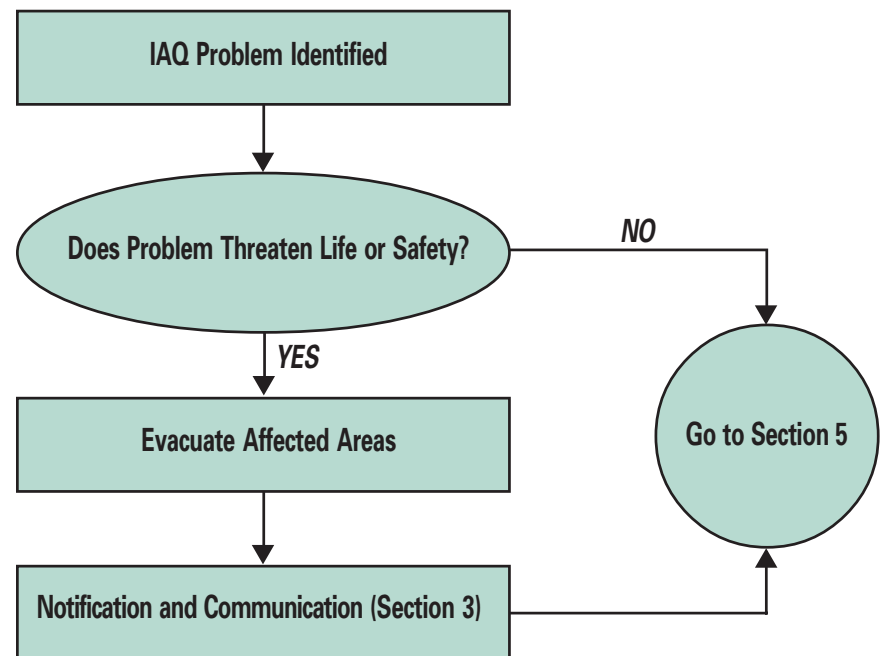 IAQ Problem Identified
Does Problem Threaten Life or Safety?
NO
YES
Evacuate Affected Areas
Go to Section 5
Notification and Communication (Section 3)